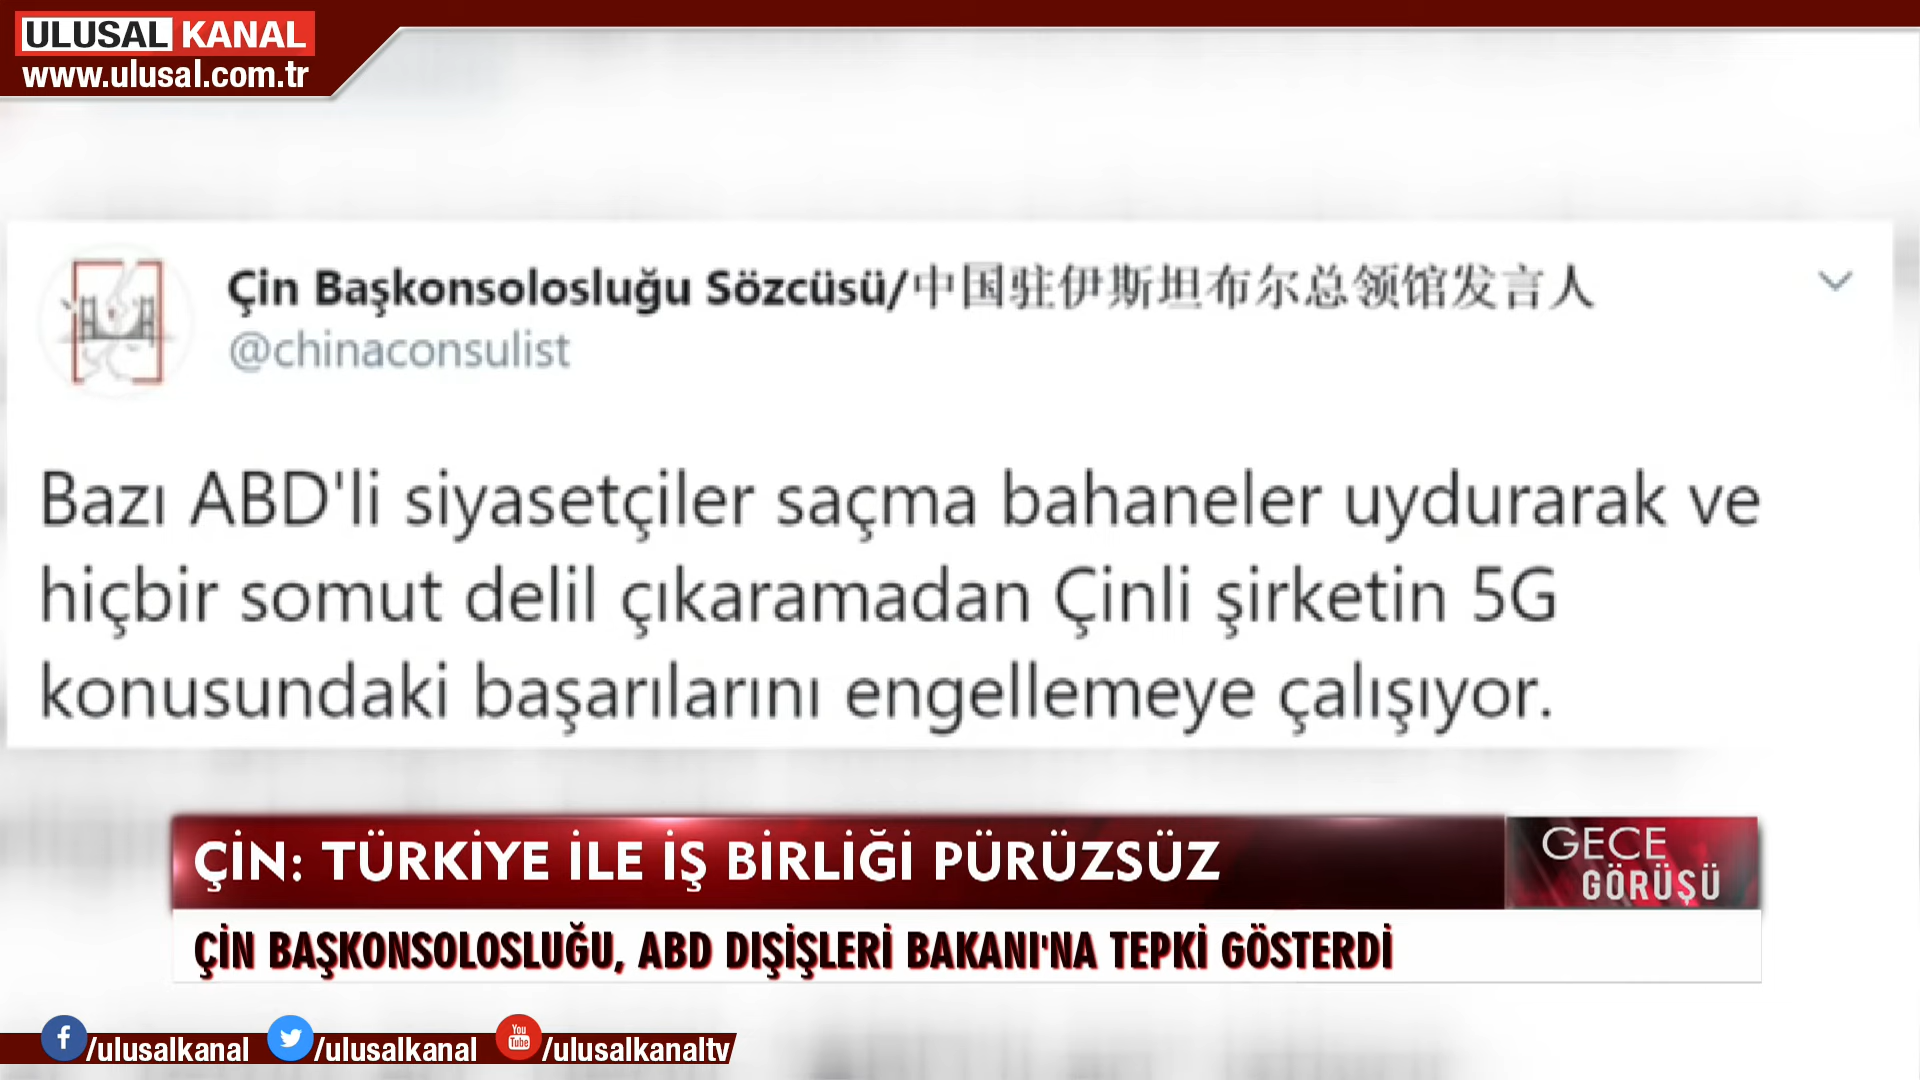 ULUSAL KANAL
www.ulusal.com.tr
Çin Başkonsolosluğu Sözcüsü/中国驻伊斯坦布尔总领馆发言人
@chinaconsulist
Bazı ABD'li siyasetçiler saçma bahaneler uydurarak ve
hiçbir somut delil çıkaramadan Çinli şirketin 5G
konusundaki başarılarını engellemeye çalışıyor.
ÇİN: TÜRKİYE İLE İŞ BİRLİĞİ PÜRÜZSÜZ
GECE
GÖRÜŞÜ
ÇİN BAŞKONSOLOSLUĞU, ABD DIŞİŞLERİ BAKANI'NA TEPKİ GÖSTERDİ
f /ulusalkanal /ulusalkanal You Tube /ulusalkanaltv